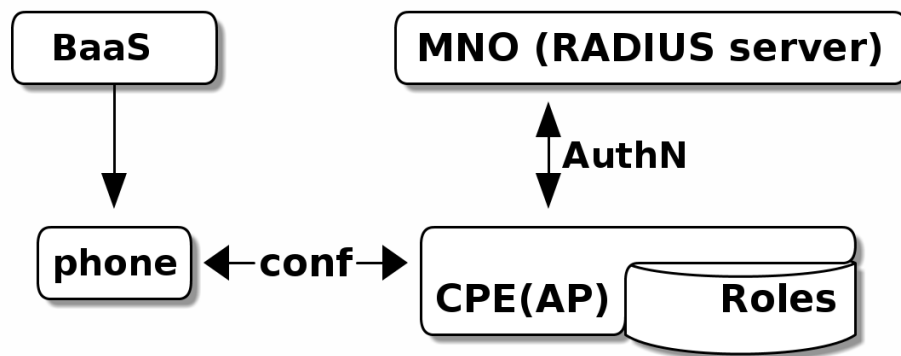 BaaS
MNO (RADIUS server)
AuthN
phone
conf
CPE(AP)
Roles